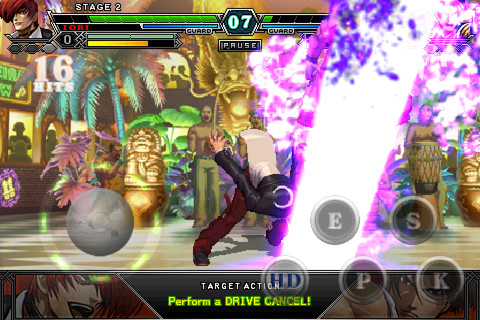 STAGE 2
IORI
0
07
GUARD
GUARD
PAUSE
16
HITS
E
S
HD
P
K
TARGET ACTION
Perform a DRIVE CANCEL!